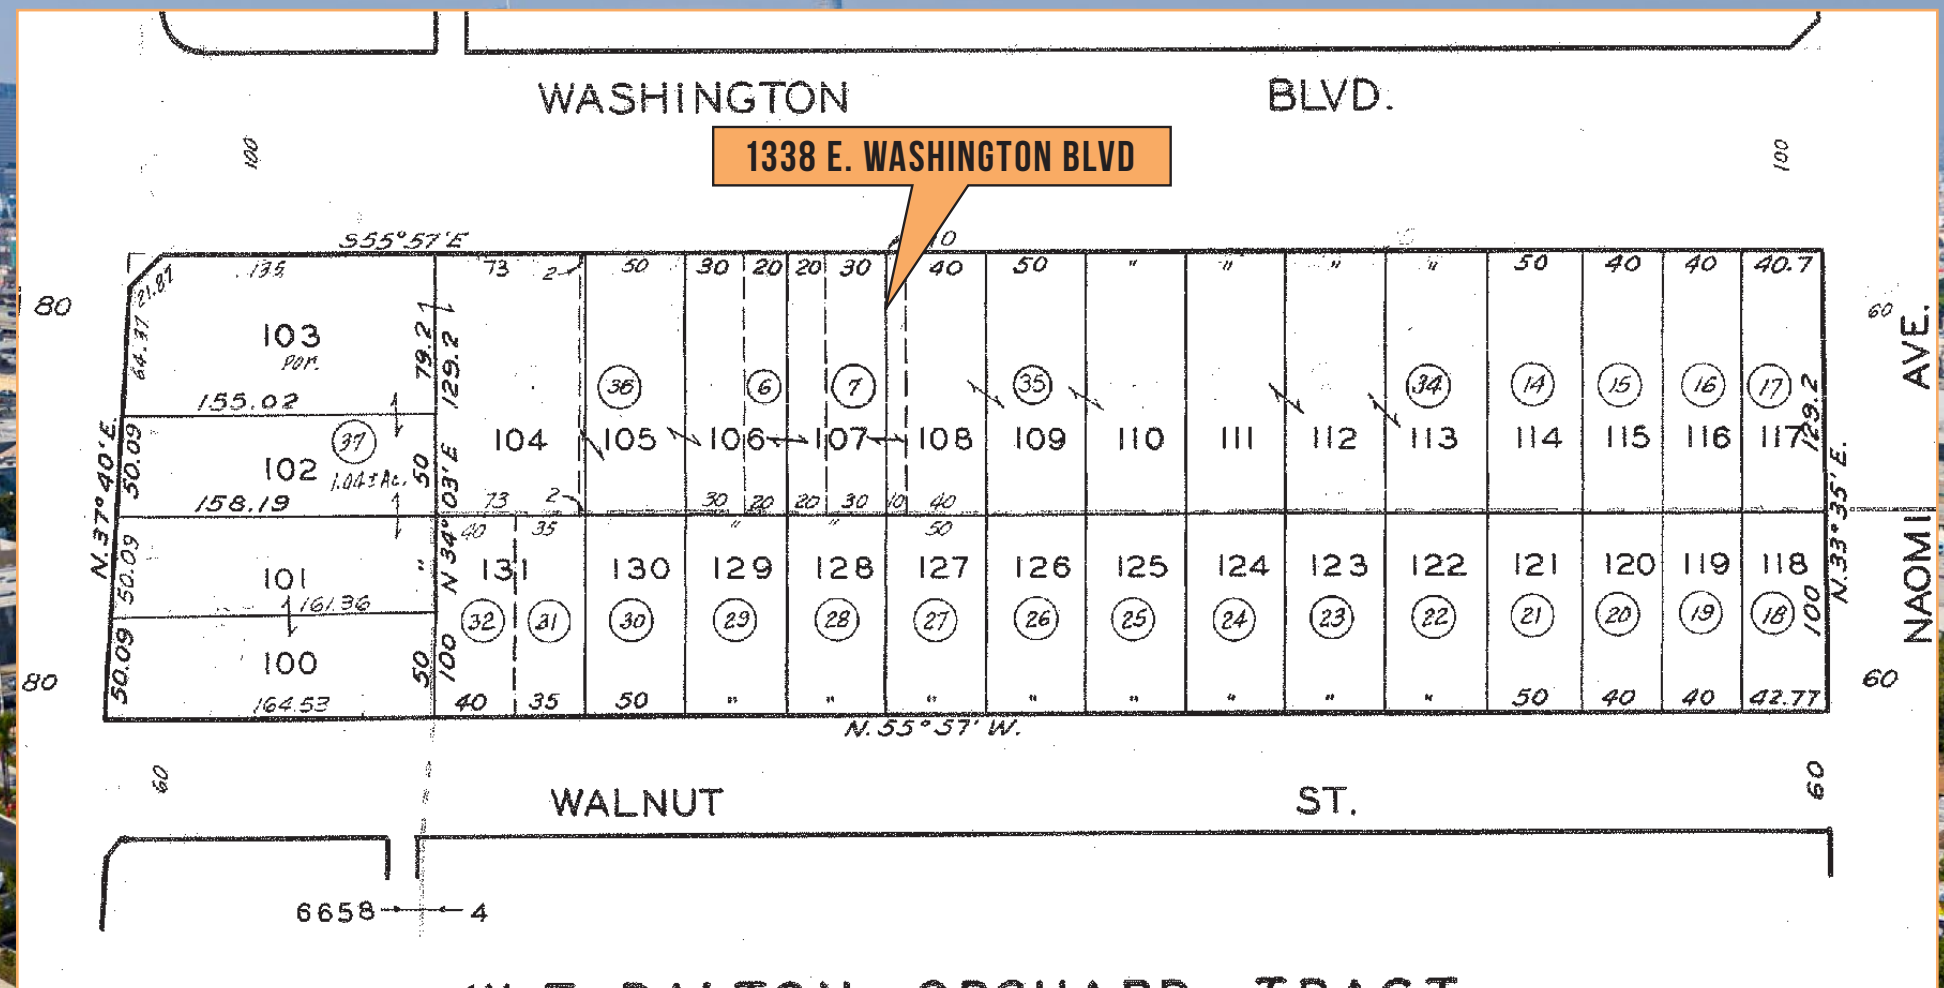 WASHINGTON BLVD.
1338 E. WASHINGTON BLVD
100 100
S55°57'E 10
135 73 2 50 30 20 20 30 40 50 " " " " 50 40 40 40.7
21.87
80 60
64.37 103 79.2 129.2
POR.
155.02 36 6 7 35 34 14 15 16 17 129.2
AVE.
N.37°40'E. 50.09 37
102 104 105 106 107 108 109 110 111 112 113 114 115 116 117
1.04±Ac. 50 N34°03'E N.33°35'E.
158.19 73 2 30 20 20 30 10 40
40 35 " " 50
50.09 101 " 131 130 129 128 127 126 125 124 123 122 121 120 119 118
161.36 32 31 30 29 28 27 26 25 24 23 22 21 20 19 18
NAOMI
50.09 100 50 100 100
80 60
164.53 40 35 50 " " " " " " " " 50 40 40 42.77
N.55°57'W.
60 60
WALNUT ST.
6658 4